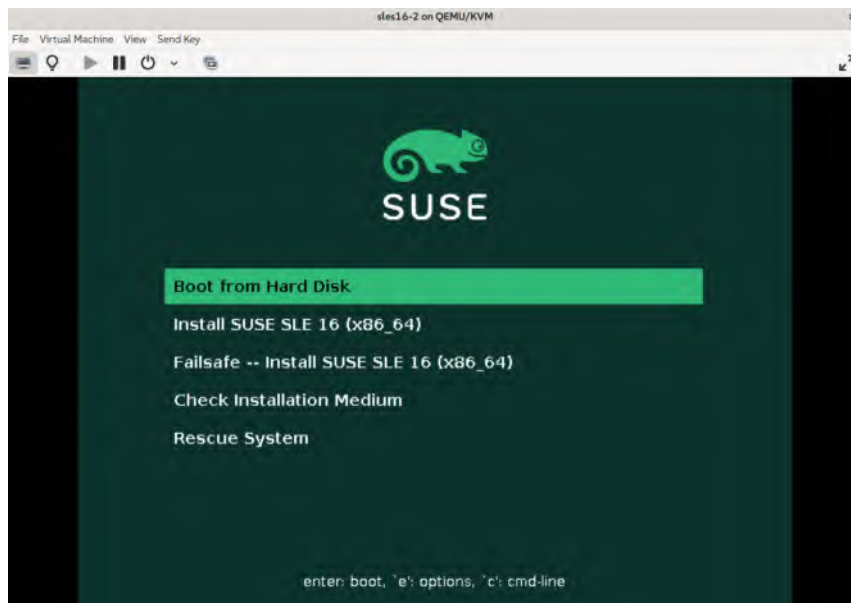 sles16-2 on QEMU/KVM
File Virtual Machine View Send Key
SUSE
Boot from Hard Disk
Install SUSE SLE 16 (x86_64)
Failsafe -- Install SUSE SLE 16 (x86_64)
Check Installation Medium
Rescue System
enter: boot, `e': options, `c': cmd-line